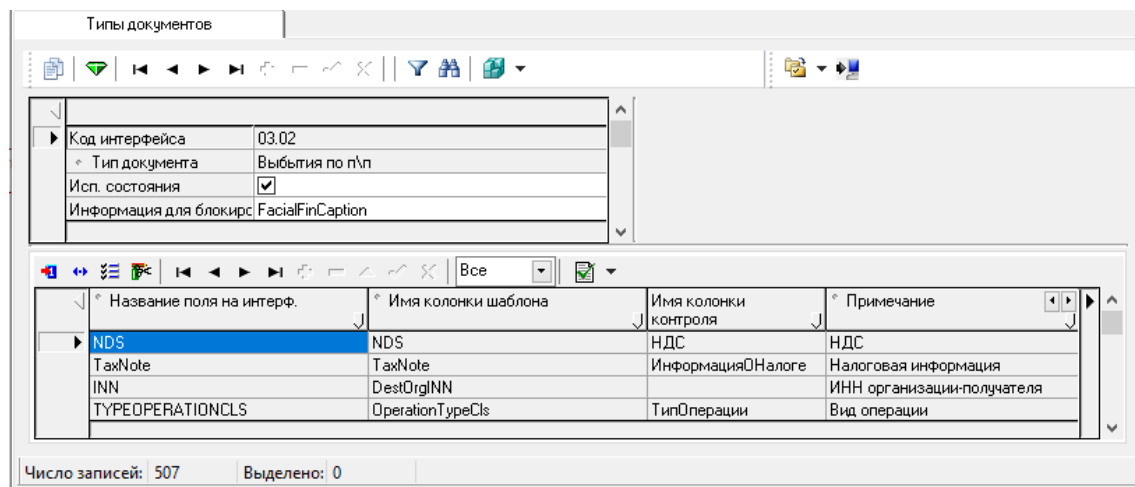 Типы документов
Код интерфейса 03.02
Тип документа Выбытия по п\п
Исп. состояния
Информация для блокирс FacialFinCaption
Все
Название поля на интерф. Имя колонки шаблона Имя колонки контроля Примечание
NDS NDS НДС НДС
TaxNote TaxNote ИнформацияОНалоге Налоговая информация
INN DestOrgINN ИНН организации-получателя
TYPEOPERATIONCLS OperationTypeCls ТипОперации Вид операции
Число записей: 507 Выделено: 0